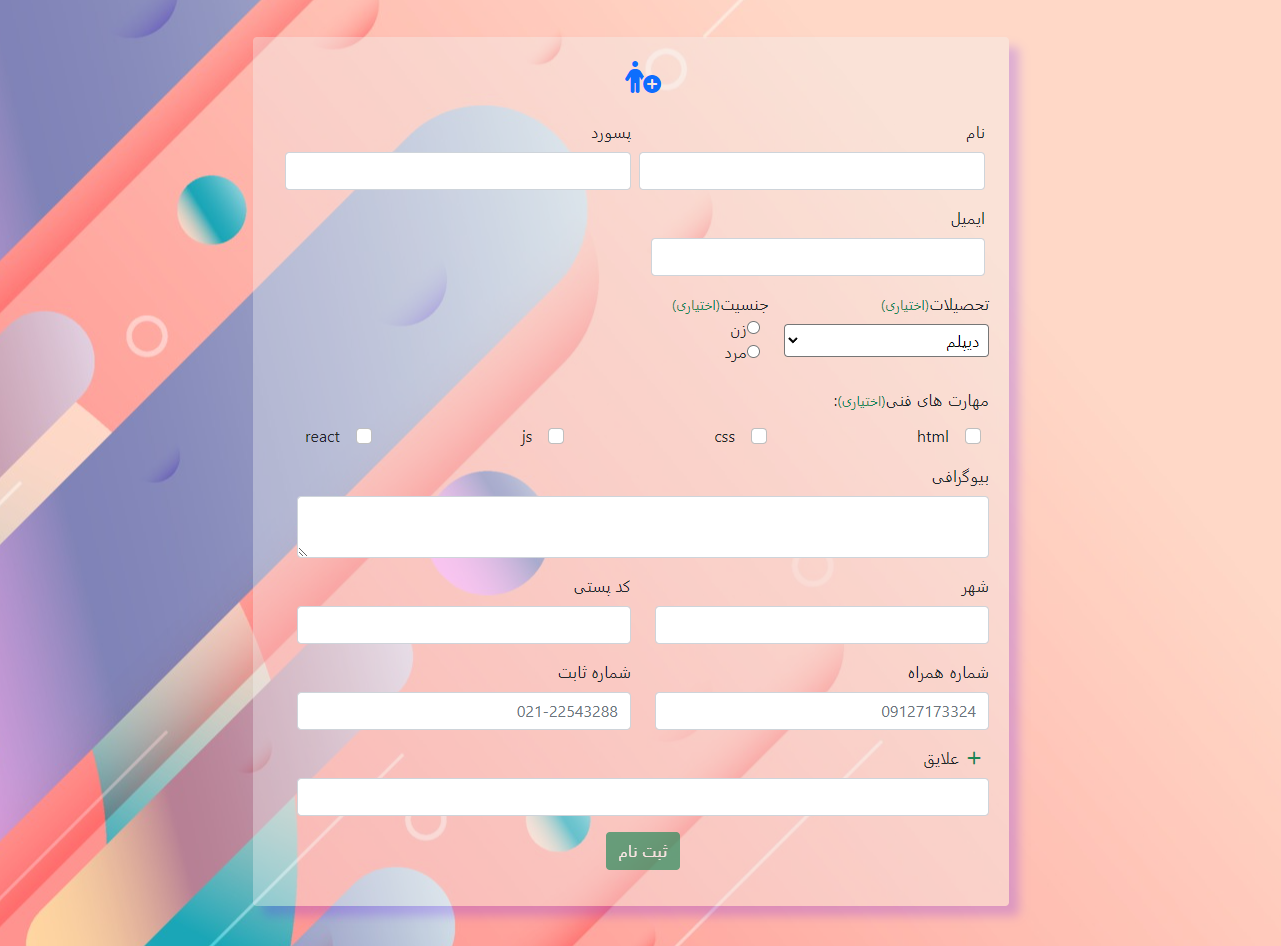 نام
پسورد
ایمیل
تحصیلات(اختیاری)
دیپلم
جنسیت(اختیاری)
زن
مرد
مهارت های فنی(اختیاری):
html
css
js
react
بیوگرافی
شهر
کد پستی
شماره همراه
شماره ثابت
09127173324
021-22543288
+ علایق
ثبت نام